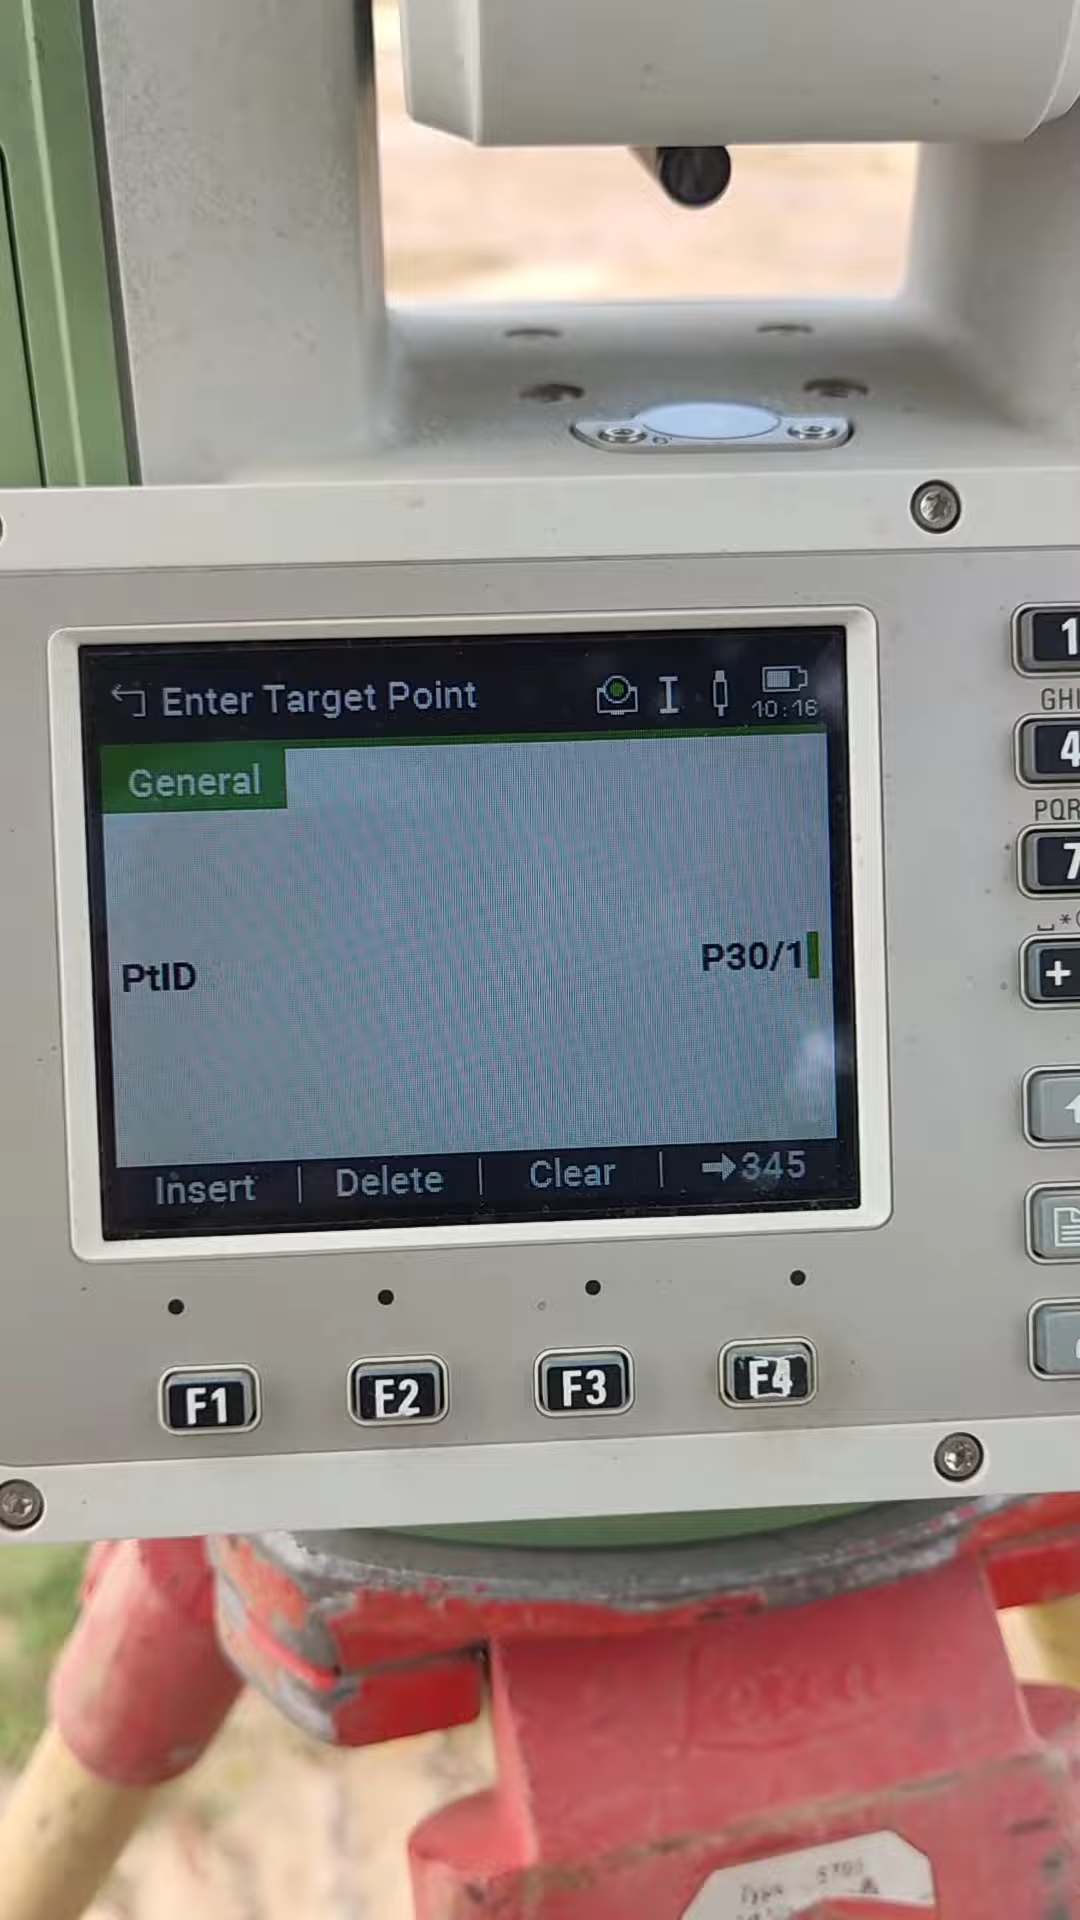 Enter Target Point
10:16
General
PtID
P30/1
Insert | Delete | Clear | →345
1
GHI
4
PQR
7
+
F1 F2 F3 F4
Leica